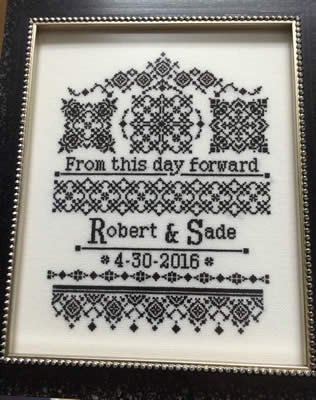 From this day forward
Robert & Sade
* 4-30-2016 *